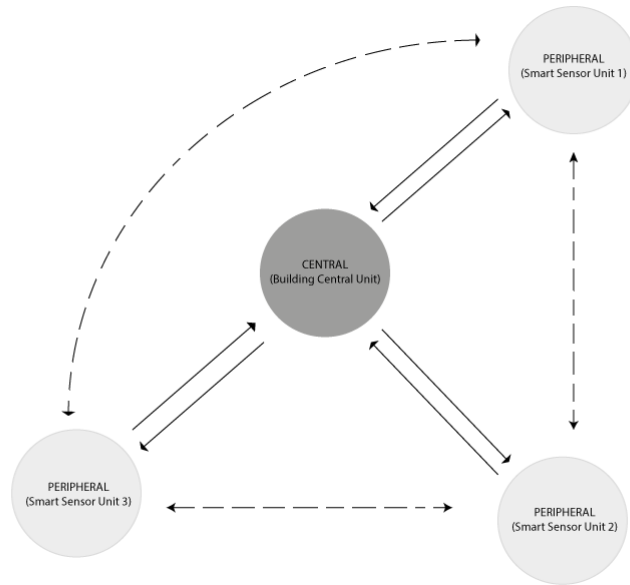 PERIPHERAL
(Smart Sensor Unit 1)
CENTRAL
(Building Central Unit)
PERIPHERAL
(Smart Sensor Unit 3)
PERIPHERAL
(Smart Sensor Unit 2)